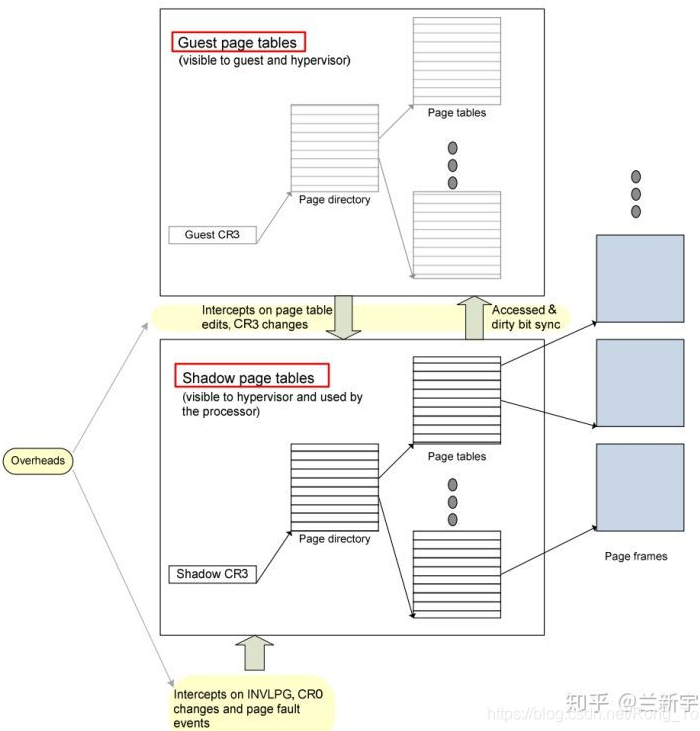 Guest page tables
(visible to guest and hypervisor)
Page tables
Page directory
Guest CR3
Intercepts on page table
edits, CR3 changes
Accessed &
dirty bit sync
Shadow page tables
(visible to hypervisor and used by
the processor)
Page tables
Overheads
Page directory
Page frames
Shadow CR3
Intercepts on INVLPG, CR0
changes and page fault
events
知乎 @兰新宇
https://blog.csdn.net/Rong_To